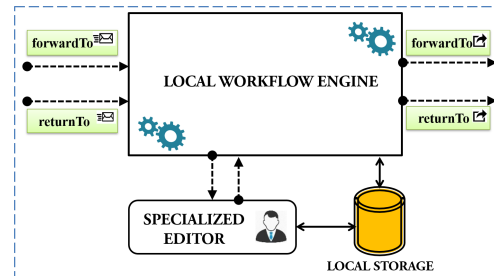 forwardTo
forwardTo
LOCAL WORKFLOW ENGINE
returnTo
returnTo
SPECIALIZED
EDITOR
LOCAL STORAGE